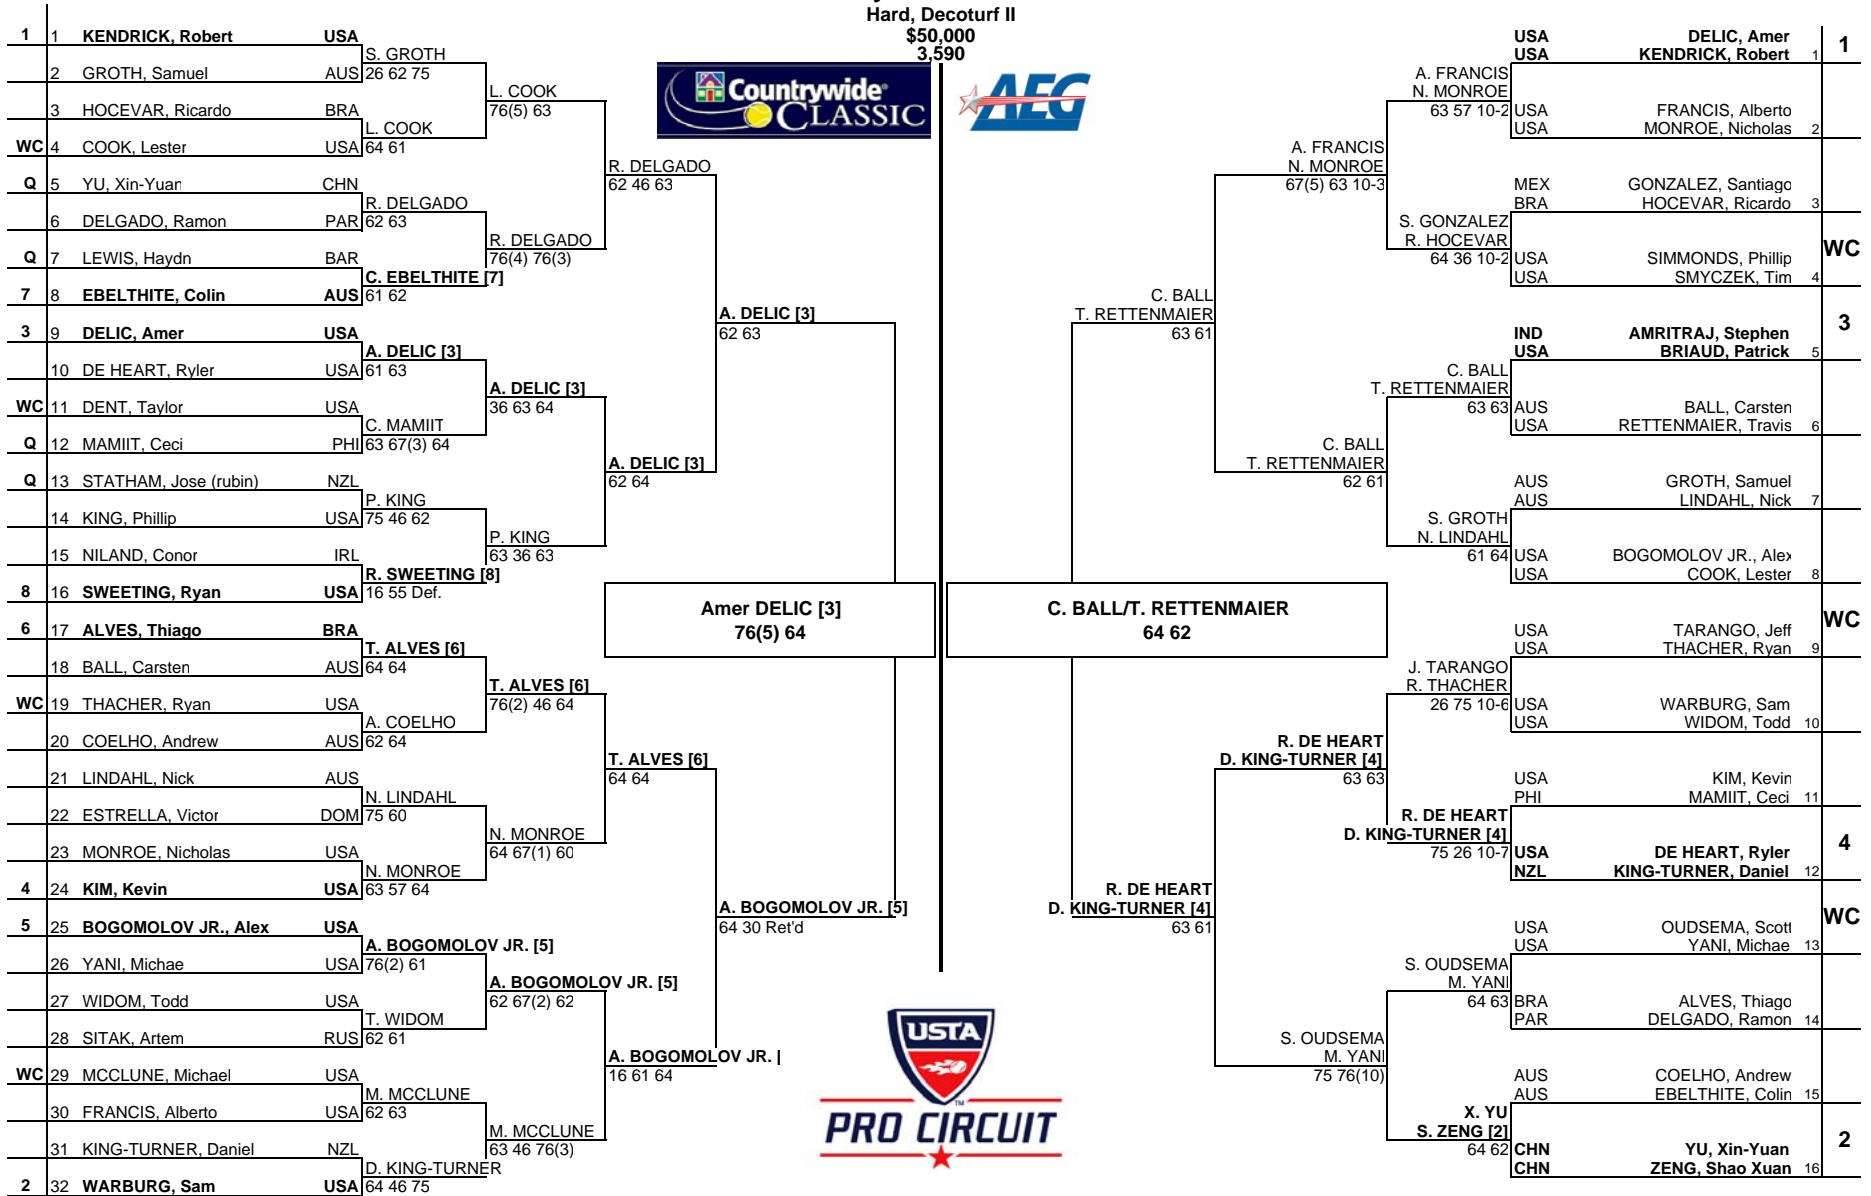 Hard, Decoturf II
$50,000
3,590
Countrywide®
CLASSIC
AEG
1 1 KENDRICK, Robert USA
S. GROTH
2 GROTH, Samuel AUS 26 62 75
L. COOK
3 HOCEVAR, Ricardo BRA 76(5) 63
L. COOK
WC 4 COOK, Lester USA 64 61
R. DELGADO
Q 5 YU, Xin-Yuan CHN 62 46 63
R. DELGADO
6 DELGADO, Ramon PAR 62 63
R. DELGADO
Q 7 LEWIS, Haydn BAR 76(4) 76(3)
C. EBELTHITE [7]
7 8 EBELTHITE, Colin AUS 61 62
A. DELIC [3]
3 9 DELIC, Amer USA 62 63
A. DELIC [3]
10 DE HEART, Ryler USA 61 63
A. DELIC [3]
WC 11 DENT, Taylor USA 36 63 64
C. MAMIIT
Q 12 MAMIIT, Ceci PHI 63 67(3) 64
A. DELIC [3]
Q 13 STATHAM, Jose (rubin) NZL 62 64
P. KING
14 KING, Phillip USA 75 46 62
P. KING
15 NILAND, Conor IRL 63 36 63
R. SWEETING [8]
8 16 SWEETING, Ryan USA 16 55 Def.
Amer DELIC [3]
76(5) 64
6 17 ALVES, Thiago BRA
T. ALVES [6]
18 BALL, Carsten AUS 64 64
T. ALVES [6]
WC 19 THACHER, Ryan USA 76(2) 46 64
A. COELHO
20 COELHO, Andrew AUS 62 64
T. ALVES [6]
21 LINDAHL, Nick AUS 64 64
N. LINDAHL
22 ESTRELLA, Victor DOM 75 60
N. MONROE
23 MONROE, Nicholas USA 64 67(1) 60
N. MONROE
4 24 KIM, Kevin USA 63 57 64
A. BOGOMOLOV JR. [5]
5 25 BOGOMOLOV JR., Alex USA 64 30 Ret'd
A. BOGOMOLOV JR. [5]
26 YANI, Michae USA 76(2) 61
A. BOGOMOLOV JR. [5]
27 WIDOM, Todd USA 62 67(2) 62
T. WIDOM
28 SITAK, Artem RUS 62 61
A. BOGOMOLOV JR. [
WC 29 MCCLUNE, Michael USA 16 61 64
M. MCCLUNE
30 FRANCIS, Alberto USA 62 63
M. MCCLUNE
31 KING-TURNER, Daniel NZL 63 46 76(3)
D. KING-TURNER
2 32 WARBURG, Sam USA 64 46 75
USTA
TM
PRO CIRCUIT
USA DELIC, Amer 1
USA KENDRICK, Robert 1
A. FRANCIS
N. MONROE
63 57 10-2 USA FRANCIS, Alberto
USA MONROE, Nicholas 2
A. FRANCIS
N. MONROE
67(5) 63 10-3
MEX GONZALEZ, Santiago
BRA HOCEVAR, Ricardo 3
S. GONZALEZ
R. HOCEVAR WC
64 36 10-2 USA SIMMONDS, Phillip
USA SMYCZEK, Tim 4
C. BALL
T. RETTENMAIER
63 61
3
IND AMRITRAJ, Stephen
USA BRIAUD, Patrick 5
C. BALL
T. RETTENMAIER
63 63 AUS BALL, Carsten
USA RETTENMAIER, Travis 6
C. BALL
T. RETTENMAIER
62 61
AUS GROTH, Samuel
AUS LINDAHL, Nick 7
S. GROTH
N. LINDAHL
61 64 USA BOGOMOLOV JR., Alex
USA COOK, Lester 8
C. BALL/T. RETTENMAIER
64 62
WC
USA TARANGO, Jeff
USA THACHER, Ryan 9
J. TARANGO
R. THACHER
26 75 10-6 USA WARBURG, Sam
USA WIDOM, Todd 10
R. DE HEART
D. KING-TURNER [4]
63 63
USA KIM, Kevin
PHI MAMIIT, Ceci 11
R. DE HEART
D. KING-TURNER [4] 4
75 26 10-7 USA DE HEART, Ryler
NZL KING-TURNER, Daniel 12
R. DE HEART
D. KING-TURNER [4]
63 61
WC
USA OUDSEMA, Scott
USA YANI, Michae 13
S. OUDSEMA
M. YANI
64 63 BRA ALVES, Thiago
PAR DELGADO, Ramon 14
S. OUDSEMA
M. YANI
75 76(10)
AUS COELHO, Andrew
AUS EBELTHITE, Colin 15
X. YU
S. ZENG [2] 2
64 62 CHN YU, Xin-Yuan
CHN ZENG, Shao Xuan 16